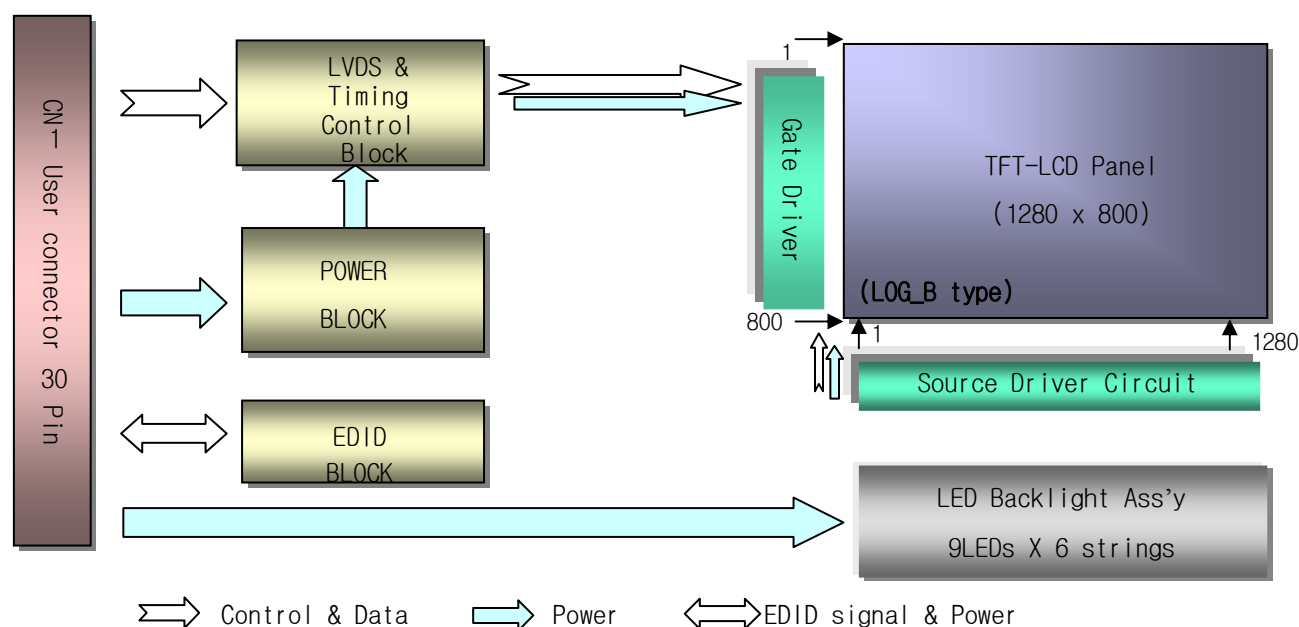 CN- User connector 30 Pin
LVDS &
Timing
Control
Block
POWER
BLOCK
EDID
BLOCK
1
Gate Driver
800
TFT-LCD Panel
(1280 x 800)
(LOG_B type)
1
1280
Source Driver Circuit
LED Backlight Ass’y
9LEDs X 6 strings
Control & Data
Power
EDID signal & Power